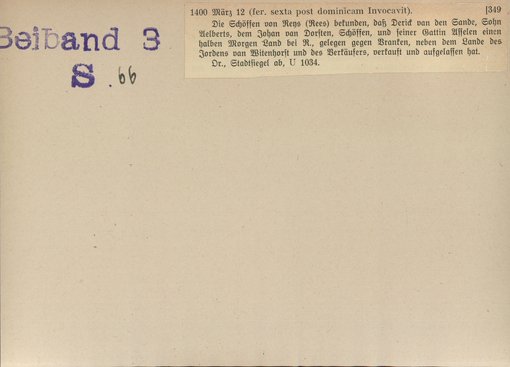 Beiband 3
S. 66
1400 März 12 (fer. sexta post dominicam Invocavit). [349
Die Schöffen von Reys (Rees) bekunden, daß Derick van den Sande, Sohn
Aelberts, dem Johan van Dorsten, Schöffen, und seiner Gattin Asselen einen
halben Morgen Land bei R., gelegen gegen Vranken, neben dem Lande des
Jordens van Witenhorst und des Verkäufers, verkauft und aufgelassen hat.
Or., Stadtsiegel ab, U 1034.